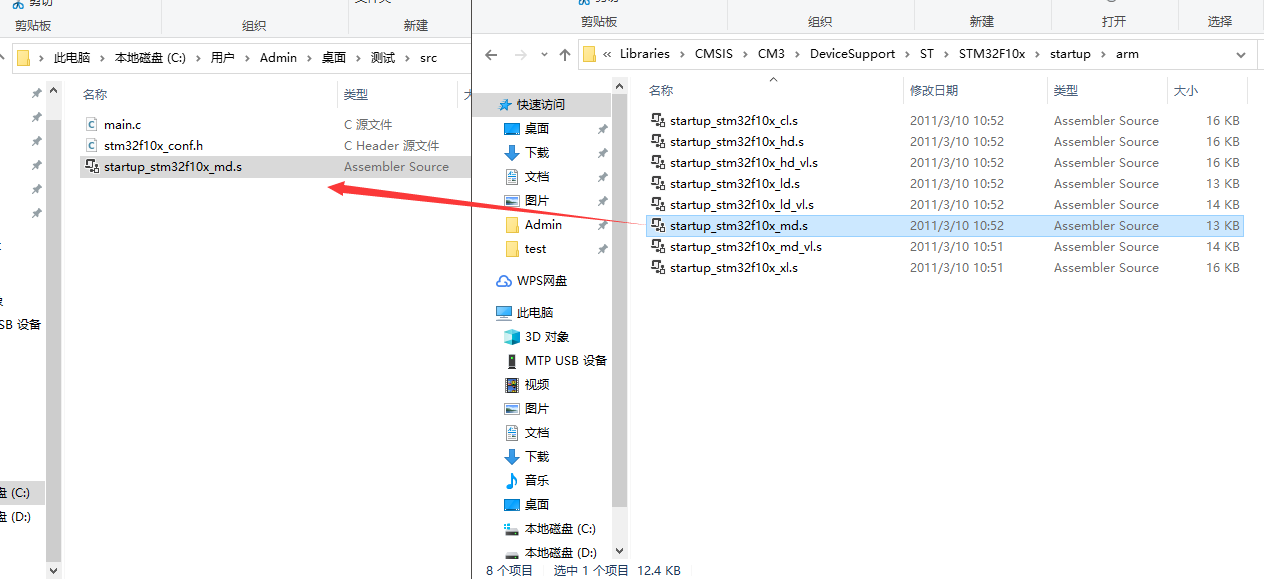 剪切
剪贴板
组织
文件夹
新建
此电脑 本地磁盘 (C:) 用户 Admin 桌面 测试 src
名称 类型
main.c C 源文件
stm32f10x_conf.h C Header 源文件
startup_stm32f10x_md.s Assembler Source
SB 设备
盘 (C:)
盘 (D:)
剪切
剪贴板 组织 新建 打开 选择
« Libraries CMSIS CM3 DeviceSupport ST STM32F10x startup arm
快速访问
桌面
下载
文档
图片
Admin
test
WPS网盘
此电脑
3D 对象
MTP USB 设备
视频
图片
文档
下载
音乐
桌面
本地磁盘 (C:)
本地磁盘 (D:)
名称 修改日期 类型 大小
startup_stm32f10x_cl.s 2011/3/10 10:52 Assembler Source 16 KB
startup_stm32f10x_hd.s 2011/3/10 10:52 Assembler Source 16 KB
startup_stm32f10x_hd_vl.s 2011/3/10 10:52 Assembler Source 16 KB
startup_stm32f10x_ld.s 2011/3/10 10:52 Assembler Source 13 KB
startup_stm32f10x_ld_vl.s 2011/3/10 10:52 Assembler Source 14 KB
startup_stm32f10x_md.s 2011/3/10 10:52 Assembler Source 13 KB
startup_stm32f10x_md_vl.s 2011/3/10 10:51 Assembler Source 14 KB
startup_stm32f10x_xl.s 2011/3/10 10:51 Assembler Source 16 KB
8 个项目 选中 1 个项目 12.4 KB